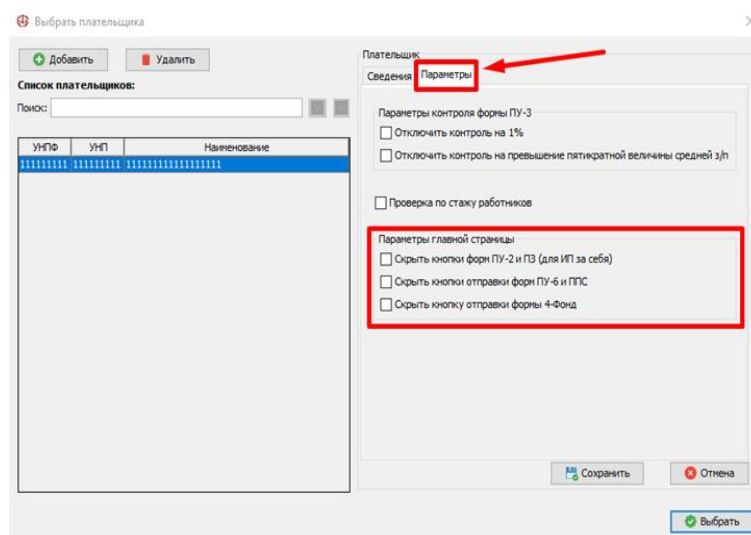 Выбрать плательщика
Добавить
Удалить
Список плательщиков:
Поиск:
УНПФ УНП Наименование
111111111 111111111 111111111111111111
Плательщик
Сведения Параметры
Параметры контроля формы ПУ-3
Отключить контроль на 1%
Отключить контроль на превышение пятикратной величины средней з/п
Проверка по стажу работников
Параметры главной страницы
Скрыть кнопки форм ПУ-2 и ПЗ (для ИП за себя)
Скрыть кнопки отправки форм ПУ-6 и ППС
Скрыть кнопку отправки формы 4-Фонд
Сохранить
Отмена
Выбрать